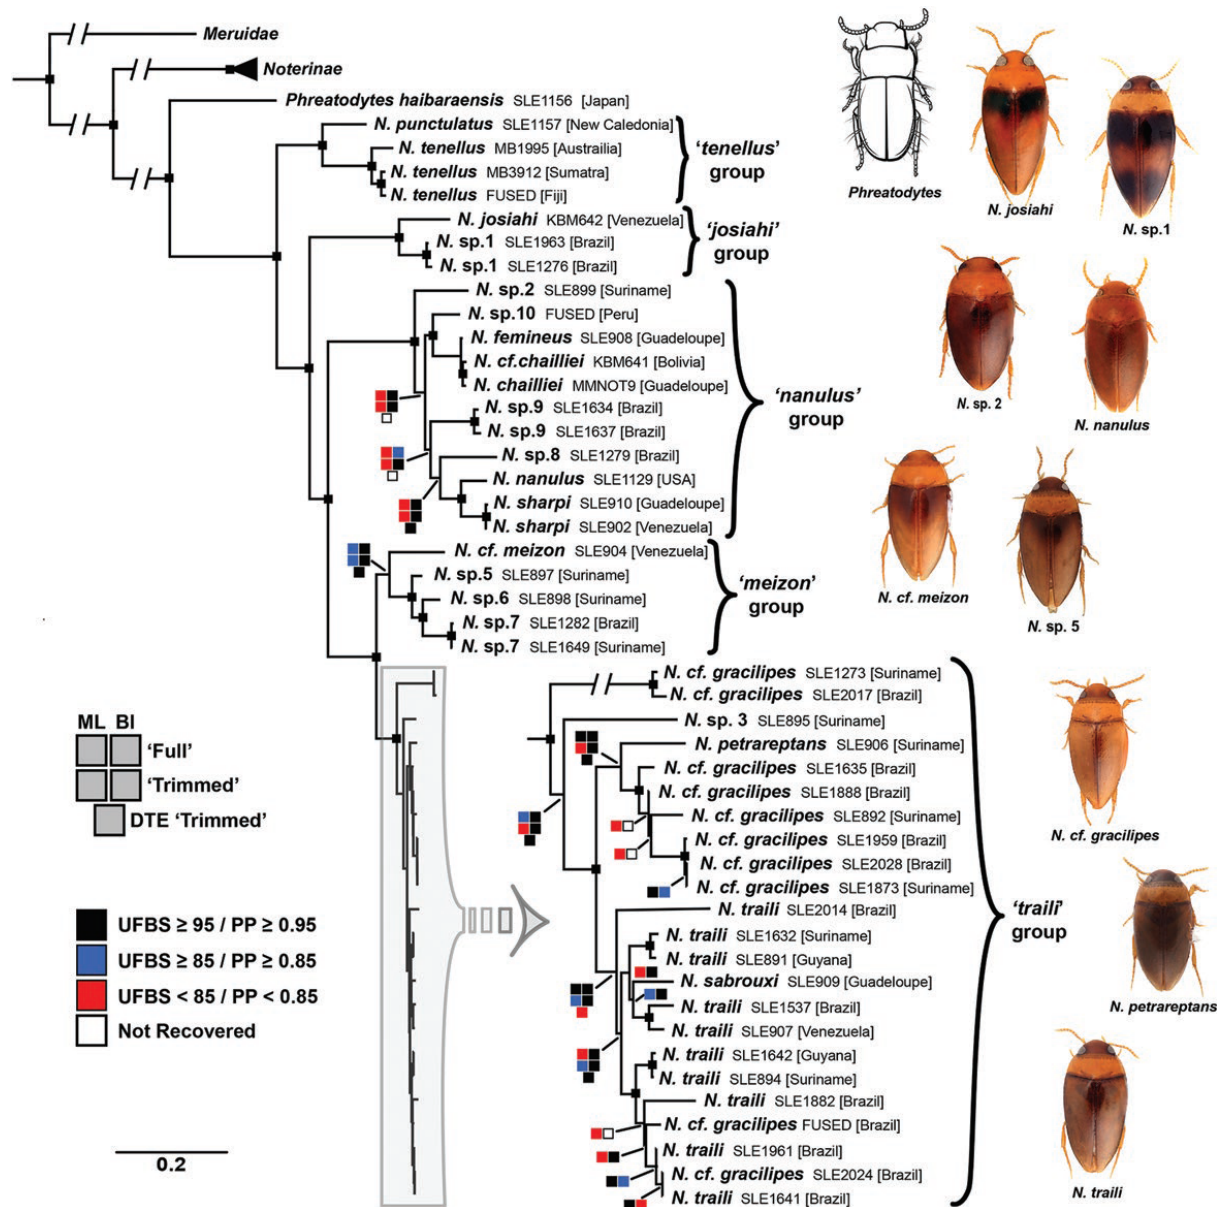 Meruidae
Noterinae
Phreatodytes haibaraensis SLE1156 [Japan]
N. punctulatus SLE1157 [New Caledonia]
N. tenellus MB1995 [Austrailia]
N. tenellus MB3912 [Sumatra]
N. tenellus FUSED [Fiji]
'tenellus'
group
N. josiahi KBM642 [Venezuela]
N. sp.1 SLE1963 [Brazil]
N. sp.1 SLE1276 [Brazil]
'josiahi'
group
N. sp.2 SLE899 [Suriname]
N. sp.10 FUSED [Peru]
N. femineus SLE908 [Guadeloupe]
N. cf.chailliei KBM641 [Bolivia]
N. chailliei MMNOT9 [Guadeloupe]
N. sp.9 SLE1634 [Brazil]
N. sp.9 SLE1637 [Brazil]
N. sp.8 SLE1279 [Brazil]
N. nanulus SLE1129 [USA]
N. sharpi SLE910 [Guadeloupe]
N. sharpi SLE902 [Venezuela]
'nanulus'
group
N. cf. meizon SLE904 [Venezuela]
N. sp.5 SLE897 [Suriname]
N. sp.6 SLE898 [Suriname]
N. sp.7 SLE1282 [Brazil]
N. sp.7 SLE1649 [Suriname]
'meizon'
group
N. cf. gracilipes SLE1273 [Suriname]
N. cf. gracilipes SLE2017 [Brazil]
N. sp. 3 SLE895 [Suriname]
N. petrareptans SLE906 [Suriname]
N. cf. gracilipes SLE1635 [Brazil]
N. cf. gracilipes SLE1888 [Brazil]
N. cf. gracilipes SLE892 [Suriname]
N. cf. gracilipes SLE1959 [Brazil]
N. cf. gracilipes SLE2028 [Brazil]
N. cf. gracilipes SLE1873 [Suriname]
N. traili SLE2014 [Brazil]
N. traili SLE1632 [Suriname]
N. traili SLE891 [Guyana]
N. sabrouxi SLE909 [Guadeloupe]
N. traili SLE1537 [Brazil]
N. traili SLE907 [Venezuela]
N. traili SLE1642 [Guyana]
N. traili SLE894 [Suriname]
N. traili SLE1882 [Brazil]
N. cf. gracilipes FUSED [Brazil]
N. traili SLE1961 [Brazil]
N. cf. gracilipes SLE2024 [Brazil]
N. traili SLE1641 [Brazil]
'traili'
group
ML BI
'Full'
'Trimmed'
DTE 'Trimmed'
UFBS ≥ 95 / PP ≥ 0.95
UFBS ≥ 85 / PP ≥ 0.85
UFBS < 85 / PP < 0.85
Not Recovered
0.2
Phreatodytes
N. josiahi
N. sp.1
N. sp. 2
N. nanulus
N. cf. meizon
N. sp. 5
N. cf. gracilipes
N. petrareptans
N. traili